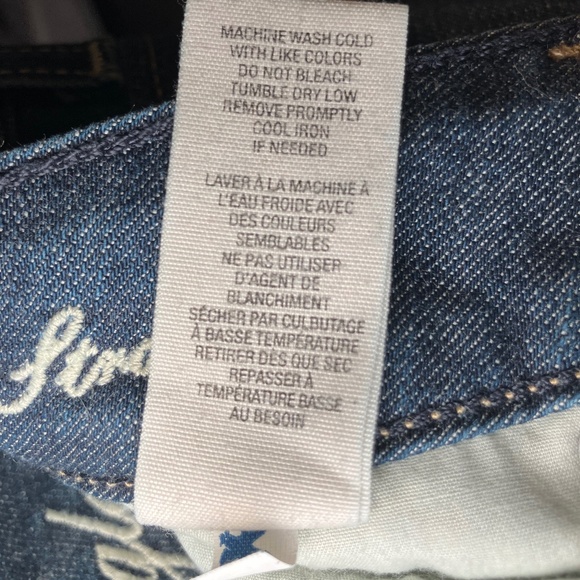 MACHINE WASH COLD
WITH LIKE COLORS
DO NOT BLEACH
TUMBLE DRY LOW
REMOVE PROMPTLY
COOL IRON
IF NEEDED
LAVER À LA MACHINE À
L'EAU FROIDE AVEC
DES COULEURS
SEMBLABLES
NE PAS UTILISER
D'AGENT DE
BLANCHIMENT
SÉCHER PAR CULBUTAGE
À BASSE TEMPÉRATURE
RETIRER DÈS QUE SEC
REPASSER À
TEMPÉRATURE BASSE
AU BESOIN